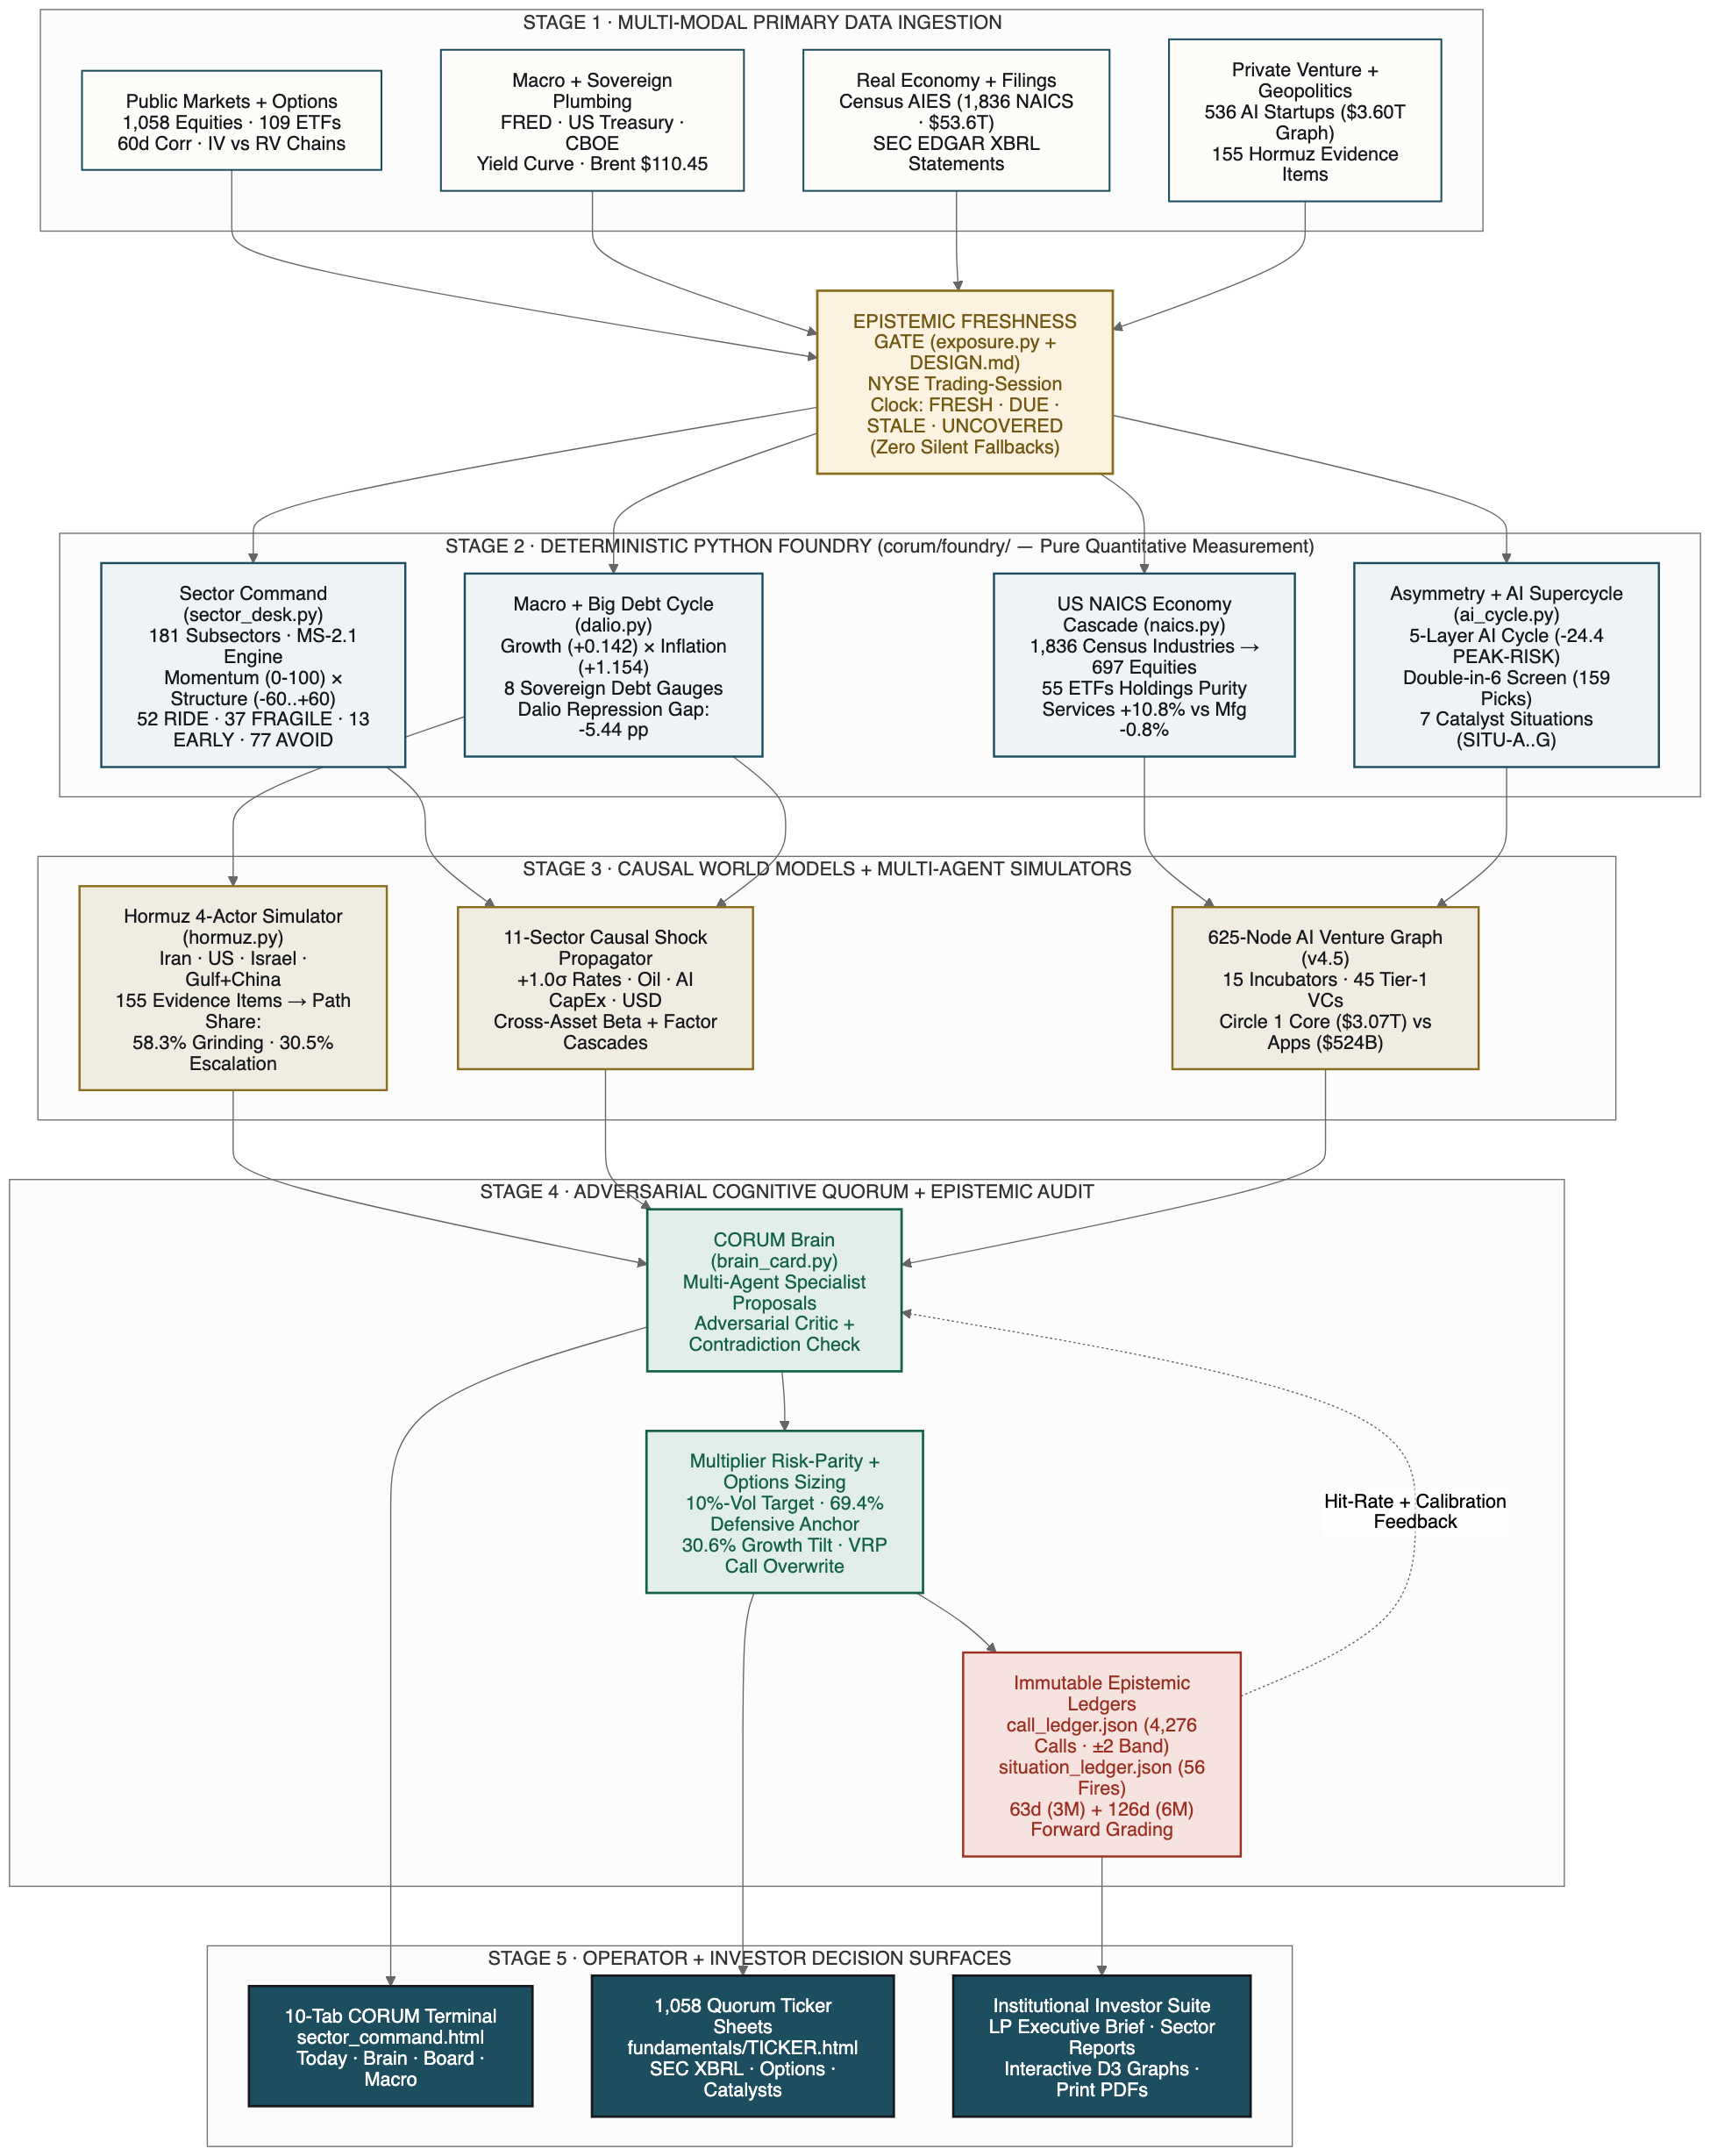 STAGE 1 · MULTI-MODAL PRIMARY DATA INGESTION
Public Markets + Options
1,058 Equities · 109 ETFs
60d Corr · IV vs RV Chains
Macro + Sovereign
Plumbing
FRED · US Treasury ·
CBOE
Yield Curve · Brent $110.45
Real Economy + Filings
Census AIES (1,836 NAICS
· $53.6T)
SEC EDGAR XBRL
Statements
Private Venture +
Geopolitics
536 AI Startups ($3.60T
Graph)
155 Hormuz Evidence
Items
EPISTEMIC FRESHNESS
GATE (exposure.py +
DESIGN.md)
NYSE Trading-Session
Clock: FRESH · DUE ·
STALE · UNCOVERED
(Zero Silent Fallbacks)
STAGE 2 · DETERMINISTIC PYTHON FOUNDRY (corum/foundry/ — Pure Quantitative Measurement)
Sector Command
(sector_desk.py)
181 Subsectors · MS-2.1
Engine
Momentum (0-100) ×
Structure (-60..+60)
52 RIDE · 37 FRAGILE · 13
EARLY · 77 AVOID
Macro + Big Debt Cycle
(dalio.py)
Growth (+0.142) × Inflation
(+1.154)
8 Sovereign Debt Gauges
Dalio Repression Gap:
-5.44 pp
US NAICS Economy
Cascade (naics.py)
1,836 Census Industries →
697 Equities
55 ETFs Holdings Purity
Services +10.8% vs Mfg
-0.8%
Asymmetry + AI Supercycle
(ai_cycle.py)
5-Layer AI Cycle (-24.4
PEAK-RISK)
Double-in-6 Screen (159
Picks)
7 Catalyst Situations
(SITU-A..G)
STAGE 3 · CAUSAL WORLD MODELS + MULTI-AGENT SIMULATORS
Hormuz 4-Actor Simulator
(hormuz.py)
Iran · US · Israel ·
Gulf+China
155 Evidence Items → Path
Share:
58.3% Grinding · 30.5%
Escalation
11-Sector Causal Shock
Propagator
+1.0σ Rates · Oil · AI
CapEx · USD
Cross-Asset Beta + Factor
Cascades
625-Node AI Venture Graph
(v4.5)
15 Incubators · 45 Tier-1
VCs
Circle 1 Core ($3.07T) vs
Apps ($524B)
STAGE 4 · ADVERSARIAL COGNITIVE QUORUM + EPISTEMIC AUDIT
CORUM Brain
(brain_card.py)
Multi-Agent Specialist
Proposals
Adversarial Critic +
Contradiction Check
Multiplier Risk-Parity +
Options Sizing
10%-Vol Target · 69.4%
Defensive Anchor
30.6% Growth Tilt · VRP
Call Overwrite
Hit-Rate + Calibration
Feedback
Immutable Epistemic
Ledgers
call_ledger.json (4,276
Calls · ±2 Band)
situation_ledger.json (56
Fires)
63d (3M) + 126d (6M)
Forward Grading
STAGE 5 · OPERATOR + INVESTOR DECISION SURFACES
10-Tab CORUM Terminal
sector_command.html
Today · Brain · Board ·
Macro
1,058 Quorum Ticker
Sheets
fundamentals/TICKER.html
SEC XBRL · Options ·
Catalysts
Institutional Investor Suite
LP Executive Brief · Sector
Reports
Interactive D3 Graphs ·
Print PDFs